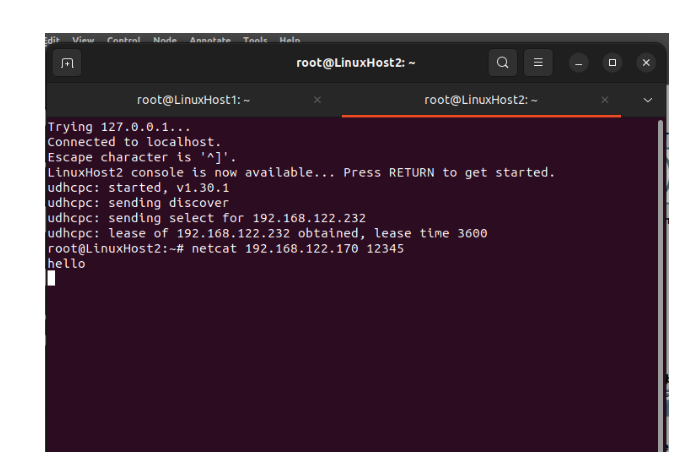 Edit View Control Node Annotate Tools Help
root@LinuxHost2: ~
root@LinuxHost1: ~
root@LinuxHost2: ~
Trying 127.0.0.1...
Connected to localhost.
Escape character is '^]'.
LinuxHost2 console is now available... Press RETURN to get started.
udhcpc: started, v1.30.1
udhcpc: sending discover
udhcpc: sending select for 192.168.122.232
udhcpc: lease of 192.168.122.232 obtained, lease time 3600
root@LinuxHost2:~# netcat 192.168.122.170 12345
hello